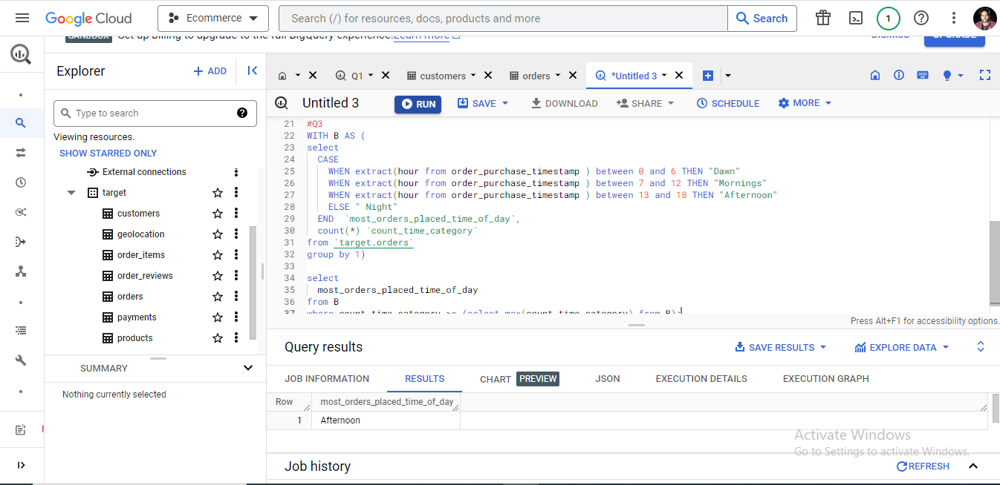 Google Cloud
Ecommerce
Search (/) for resources, docs, products and more
Search
1
SANDBOX Set up billing to upgrade to the full BigQuery experience. Learn more
DISMISS
UPGRADE
Explorer
+ ADD
Q1
customers
orders
*Untitled 3
Untitled 3
RUN
SAVE
DOWNLOAD
SHARE
SCHEDULE
MORE
Type to search
Viewing resources.
SHOW STARRED ONLY
External connections
target
customers
geolocation
order_items
order_reviews
orders
payments
products
SUMMARY
Nothing currently selected
21 #Q3
22 WITH B AS (
23 select
24 CASE
25 WHEN extract(hour from order_purchase_timestamp ) between 0 and 6 THEN "Dawn"
26 WHEN extract(hour from order_purchase_timestamp ) between 7 and 12 THEN "Mornings"
27 WHEN extract(hour from order_purchase_timestamp ) between 13 and 18 THEN "Afternoon"
28 ELSE " Night"
29 END `most_orders_placed_time_of_day`,
30 count(*) `count_time_category`
31 from `target.orders`
32 group by 1)
33
34 select
35 most_orders_placed_time_of_day
36 from B
37 where count_time_category >= (select max(count_time_category) from B);
Press Alt+F1 for accessibility options.
Query results
SAVE RESULTS
EXPLORE DATA
JOB INFORMATION
RESULTS
CHART PREVIEW
JSON
EXECUTION DETAILS
EXECUTION GRAPH
Row most_orders_placed_time_of_day
1 Afternoon
Activate Windows
Go to Settings to activate Windows.
Job history
REFRESH